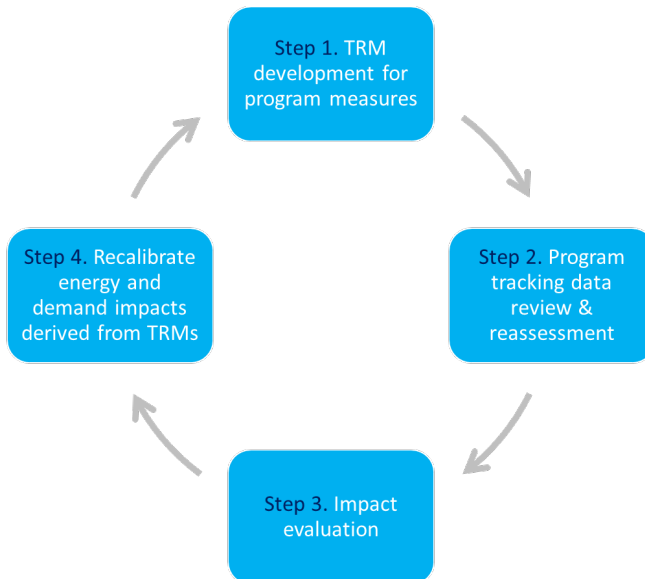 Step 1. TRM
development for
program measures
Step 2. Program
tracking data
review &
reassessment
Step 3. Impact
evaluation
Step 4. Recalibrate
energy and
demand impacts
derived from TRMs